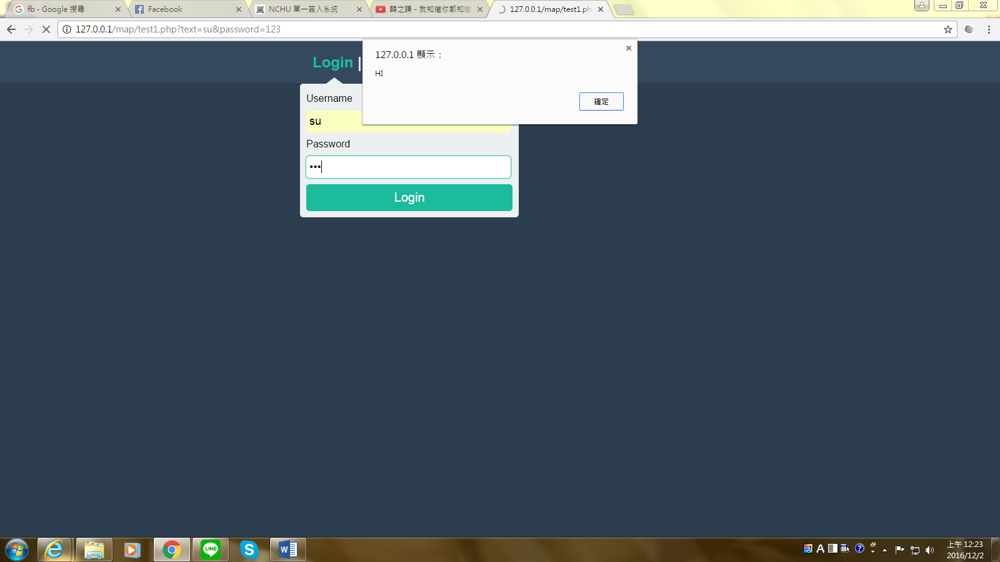 fb - Google 搜尋
Facebook
NCHU 單一簽入系統
薛之謙 - 我知道你都知道
127.0.0.1/map/test1.ph
127.0.0.1/map/test1.php?text=su&password=123
Login |
127.0.0.1 顯示：
HI
確定
Username
su
Password
•••
Login
LINE
上午 12:23
2016/12/2